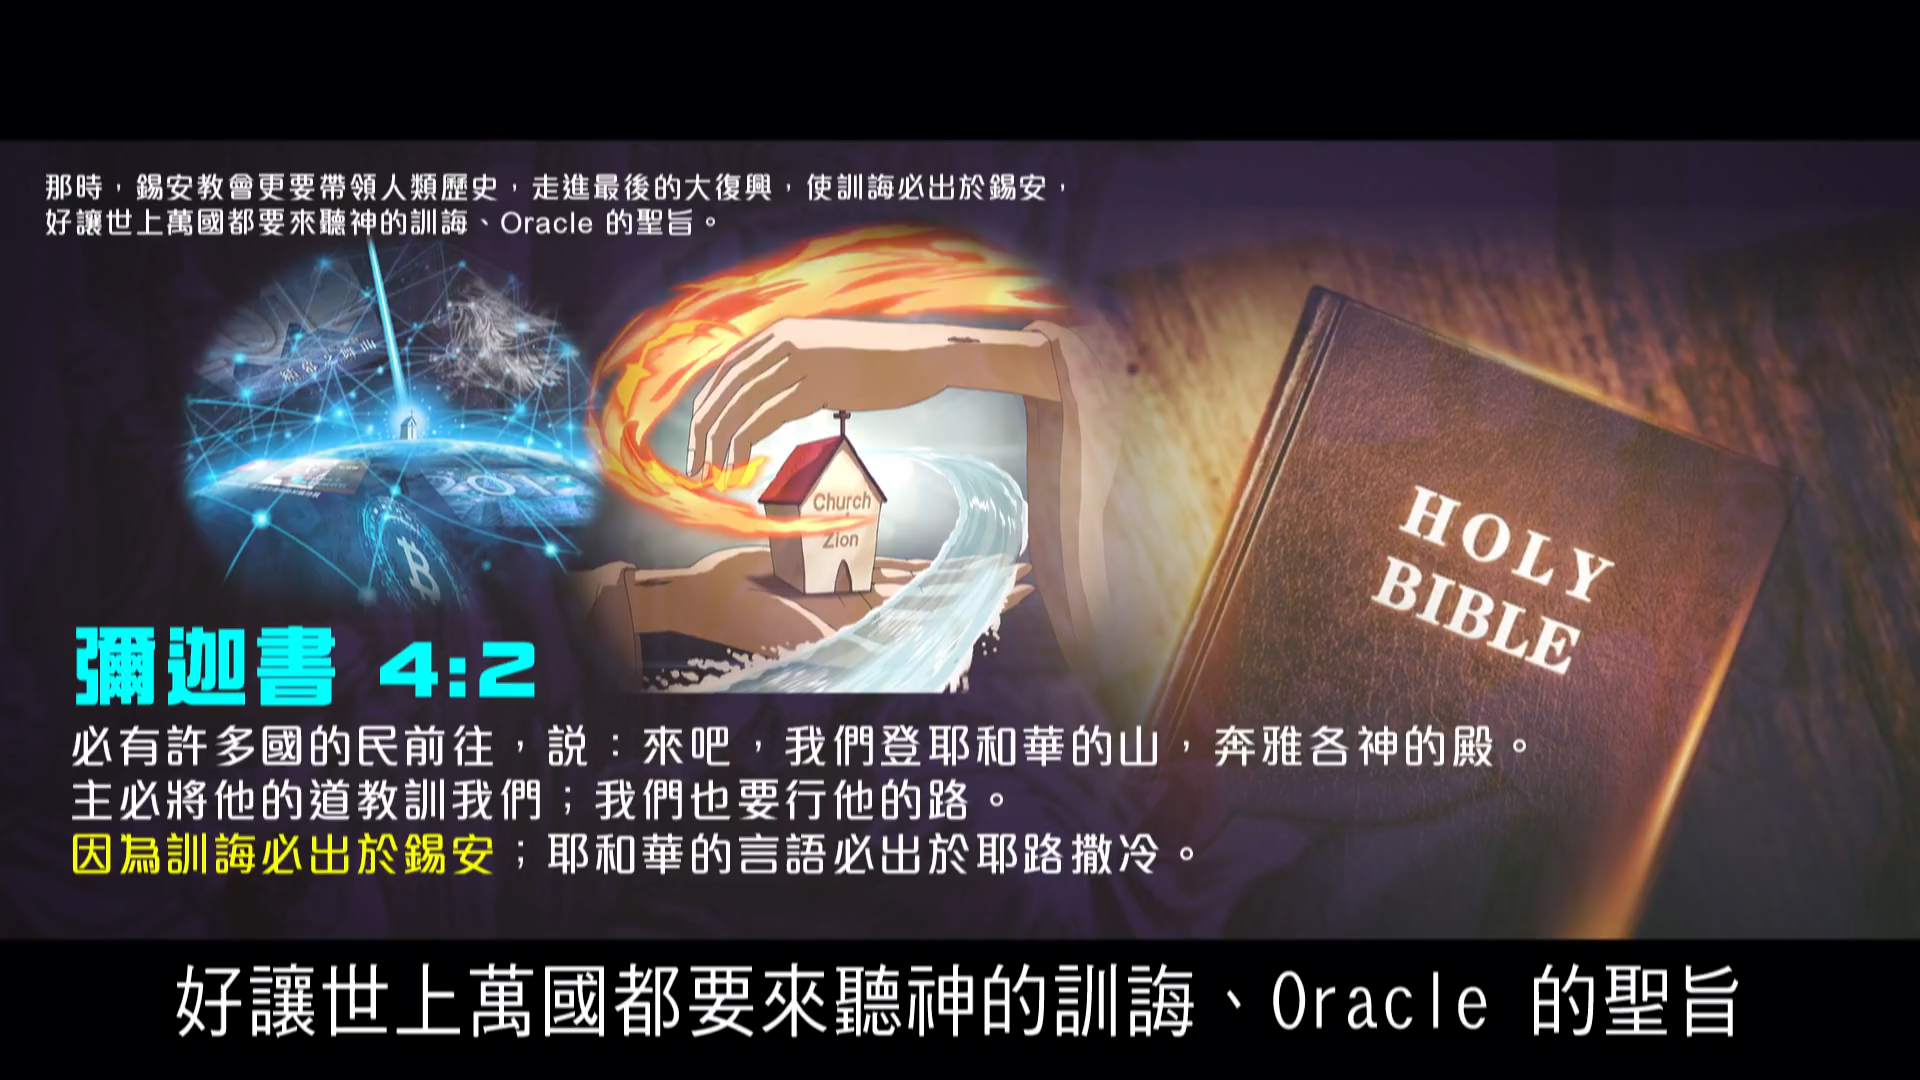 那時，錫安教會更要帶領人類歷史，走進最後的大復興，使訓誨必出於錫安，
好讓世上萬國都要來聽神的訓誨、Oracle 的聖旨。
Church
Zion
HOLY
BIBLE
彌迦書 4:2
必有許多國的民前往，説：來吧，我們登耶和華的山，奔雅各神的殿。
主必將他的道教訓我們；我們也要行他的路。
因為訓誨必出於錫安；耶和華的言語必出於耶路撒冷。
好讓世上萬國都要來聽神的訓誨、Oracle 的聖旨